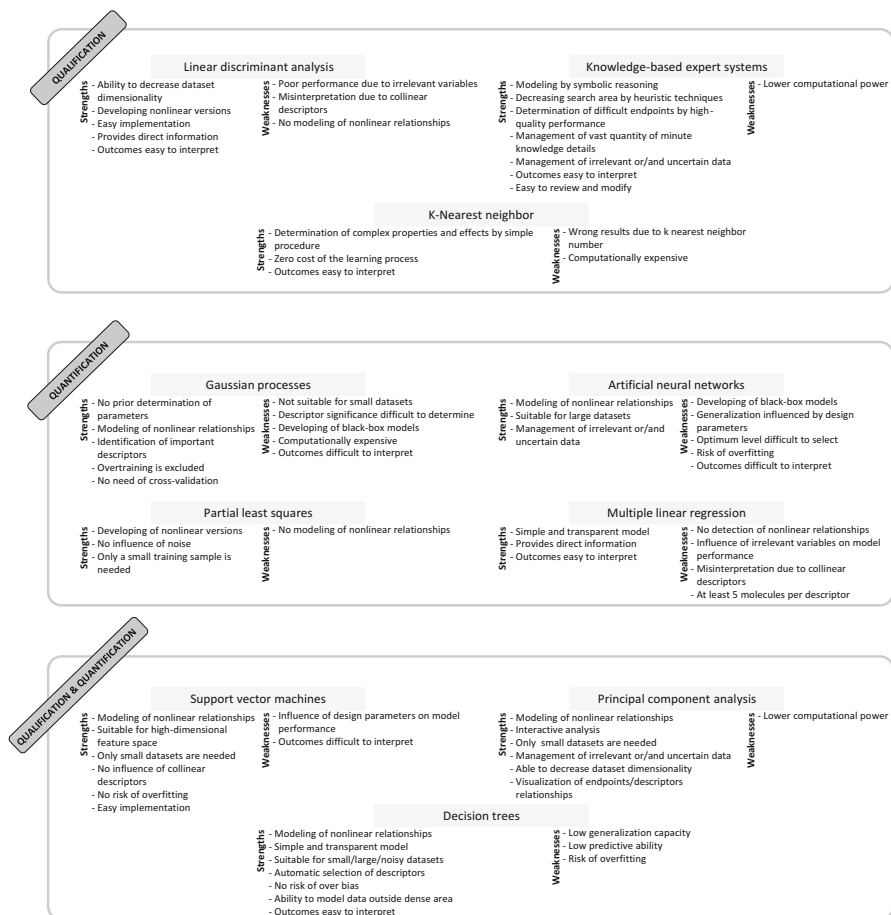 QUALIFICATION
Linear discriminant analysis
Strengths
- Ability to decrease dataset
dimensionality
- Developing nonlinear versions
- Easy implementation
- Provides direct information
- Outcomes easy to interpret
Weaknesses
- Poor performance due to irrelevant variables
- Misinterpretation due to collinear
descriptors
- No modeling of nonlinear relationships
Knowledge-based expert systems
Strengths
- Modeling by symbolic reasoning
- Decreasing search area by heuristic techniques
- Determination of difficult endpoints by high-
quality performance
- Management of vast quantity of minute
knowledge details
- Management of irrelevant or/and uncertain data
- Outcomes easy to interpret
- Easy to review and modify
Weaknesses
- Lower computational power
K-Nearest neighbor
Strengths
- Determination of complex properties and effects by simple
procedure
- Zero cost of the learning process
- Outcomes easy to interpret
Weaknesses
- Wrong results due to k nearest neighbor
number
- Computationally expensive
QUANTIFICATION
Gaussian processes
Strengths
- No prior determination of
parameters
- Modeling of nonlinear relationships
- Identification of important
descriptors
- Overtraining is excluded
- No need of cross-validation
Weaknesses
- Not suitable for small datasets
- Descriptor significance difficult to determine
- Developing of black-box models
- Computationally expensive
- Outcomes difficult to interpret
Artificial neural networks
Strengths
- Modeling of nonlinear relationships
- Suitable for large datasets
- Management of irrelevant or/and
uncertain data
Weaknesses
- Developing of black-box models
- Generalization influenced by design
parameters
- Optimum level difficult to select
- Risk of overfitting
- Outcomes difficult to interpret
Partial least squares
Strengths
- Developing of nonlinear versions
- No influence of noise
- Only a small training sample is
needed
Weaknesses
- No modeling of nonlinear relationships
Multiple linear regression
Strengths
- Simple and transparent model
- Provides direct information
- Outcomes easy to interpret
Weaknesses
- No detection of nonlinear relationships
- Influence of irrelevant variables on model
performance
- Misinterpretation due to collinear
descriptors
- At least 5 molecules per descriptor
QUALIFICATION & QUANTIFICATION
Support vector machines
Strengths
- Modeling of nonlinear relationships
- Suitable for high-dimensional
feature space
- Only small datasets are needed
- No influence of collinear
descriptors
- No risk of overfitting
- Easy implementation
Weaknesses
- Influence of design parameters on model
performance
- Outcomes difficult to interpret
Principal component analysis
Strengths
- Modeling of nonlinear relationships
- Interactive analysis
- Only small datasets are needed
- Management of irrelevant or/and uncertain data
- Able to decrease dataset dimensionality
- Visualization of endpoints/descriptors
relationships
Weaknesses
- Lower computational power
Decision trees
Strengths
- Modeling of nonlinear relationships
- Simple and transparent model
- Suitable for small/large/noisy datasets
- Automatic selection of descriptors
- No risk of over bias
- Ability to model data outside dense area
- Outcomes easy to interpret
Weaknesses
- Low generalization capacity
- Low predictive ability
- Risk of overfitting